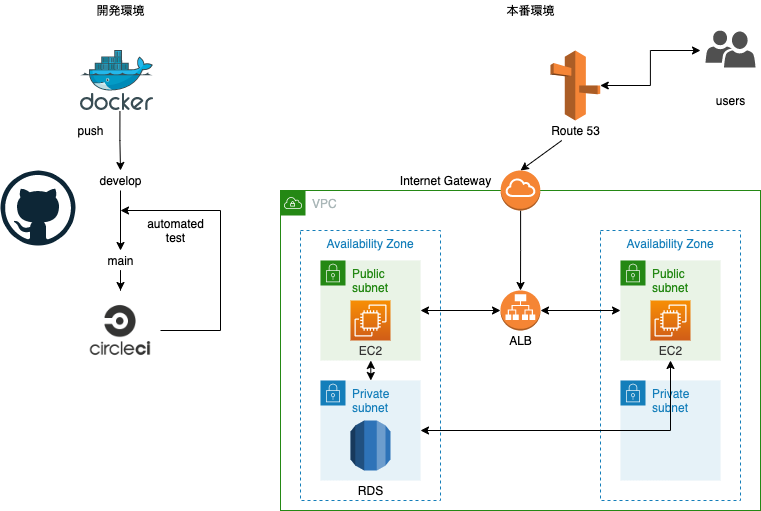 開発環境
docker
push
develop
automated
test
main
circleci
本番環境
users
Route 53
Internet Gateway
VPC
Availability Zone
Public
subnet
EC2
Private
subnet
RDS
ALB
Availability Zone
Public
subnet
EC2
Private
subnet